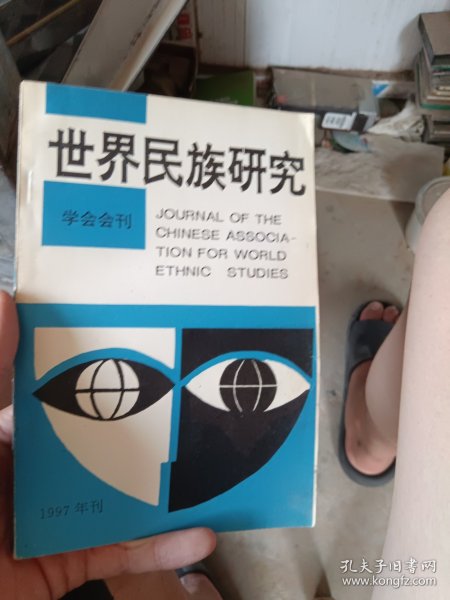 世界民族研究
学会会刊
JOURNAL OF THE
CHINESE ASSOCIA-
TION FOR WORLD
ETHNIC STUDIES
1997年刊
孔夫子旧书网
www.kongfz.com